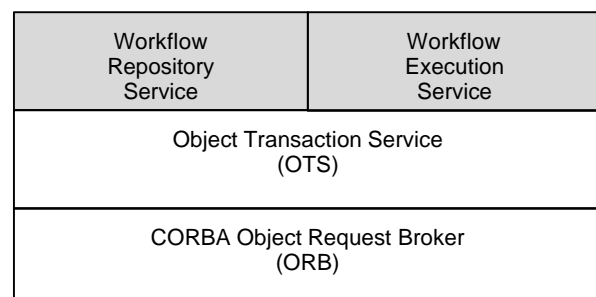 Workflow
Repository
Service
Workflow
Execution
Service
Object Transaction Service
(OTS)
CORBA Object Request Broker
(ORB)